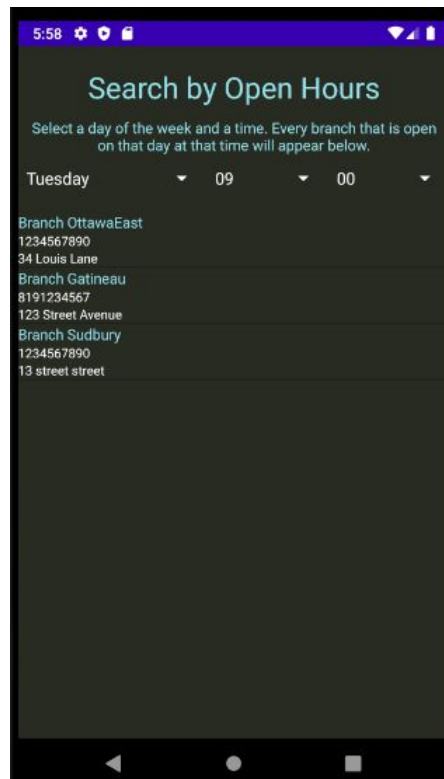 5:58
Search by Open Hours
Select a day of the week and a time. Every branch that is open
on that day at that time will appear below.
Tuesday 09 00
Branch OttawaEast
1234567890
34 Louis Lane
Branch Gatineau
8191234567
123 Street Avenue
Branch Sudbury
1234567890
13 street street